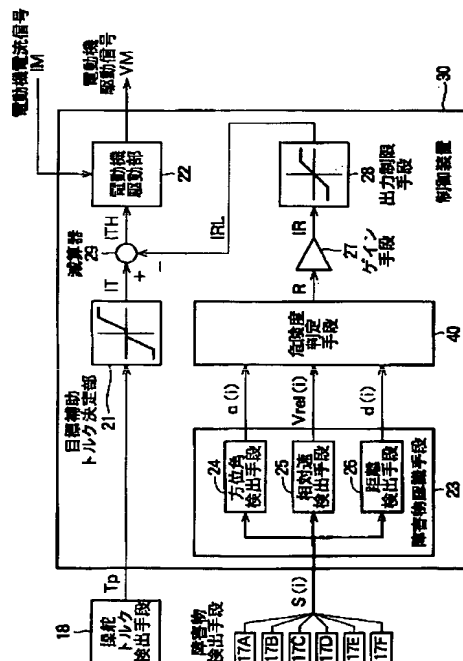 電動機電流信号
IM
電動機
駆動信号
VM
30
制御装置
22
電動機
駆動部
ITH
減算器
29
+
−
IT
IRL
目標補助
トルク決定部
21
28
出力制限
手段
IR
27
ゲイン
手段
R
危険度
判定
手段
40
α(i)
Vrel(i)
d(i)
24
方位角
検出手段
25
相対速
検出手段
26
距離
検出手段
障害物認識手段
23
Tp
S(i)
18
操舵
トルク
検出手段
障害物
検出手段
17A
17B
17C
17D
17E
17F